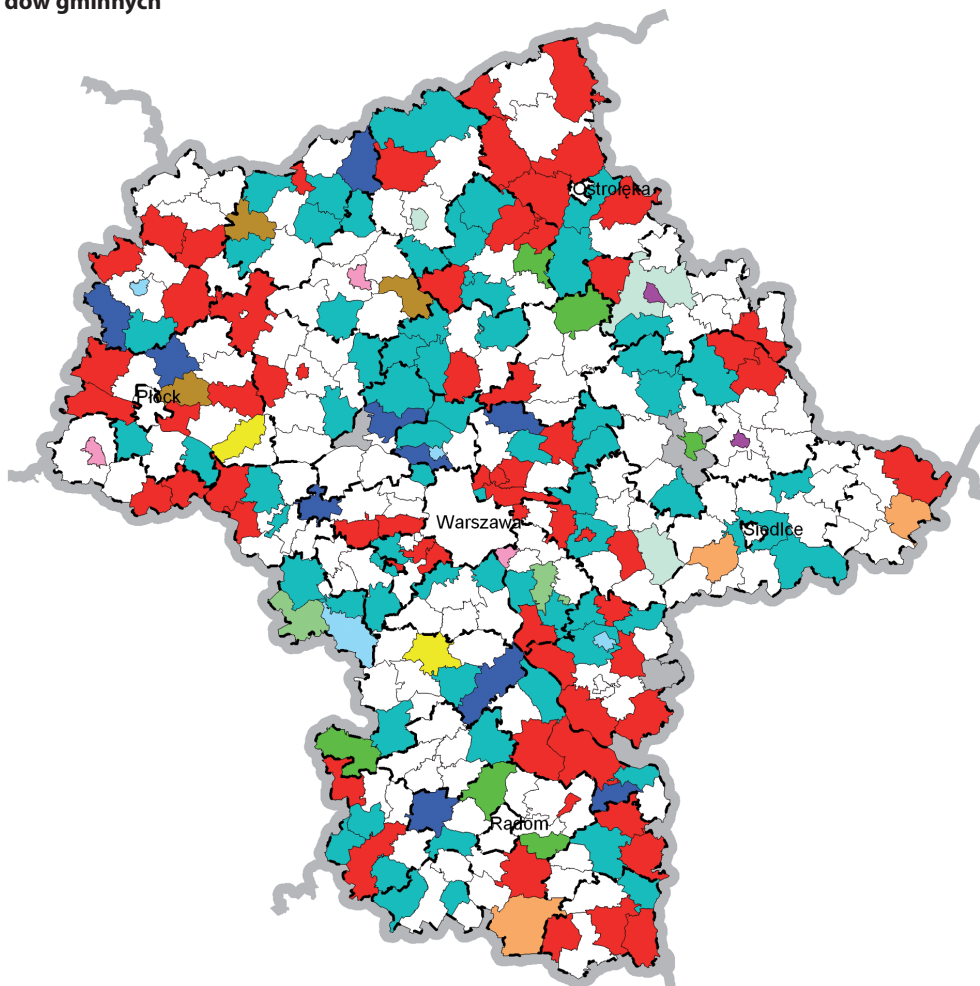 dów gminnych
Ostrołęka
Płock
Warszawa
Siedlce
Radom